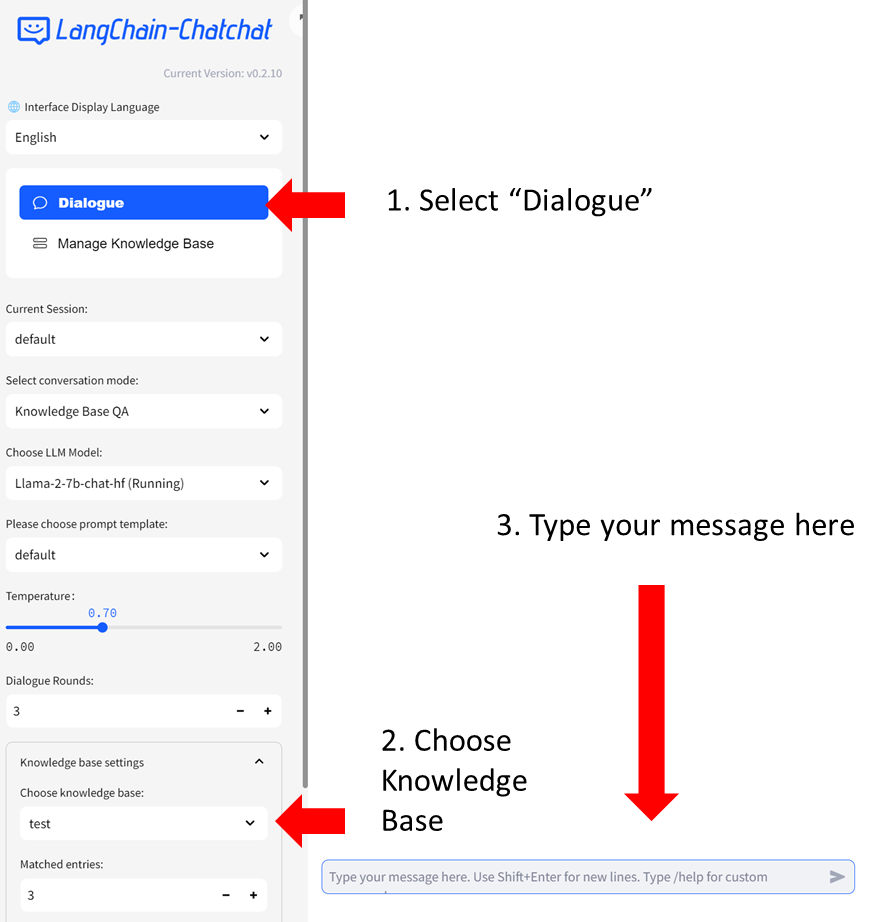 LangChain-Chatchat
Current Version: v0.2.10
Interface Display Language
English
Dialogue
1. Select “Dialogue”
Manage Knowledge Base
Current Session:
default
Select conversation mode:
Knowledge Base QA
Choose LLM Model:
Llama-2-7b-chat-hf (Running)
Please choose prompt template:
default
3. Type your message here
Temperature:
0.70
0.00
2.00
Dialogue Rounds:
3
- +
Knowledge base settings
Choose knowledge base:
test
2. Choose
Knowledge
Base
Matched entries:
3
- +
Type your message here. Use Shift+Enter for new lines. Type /help for custom